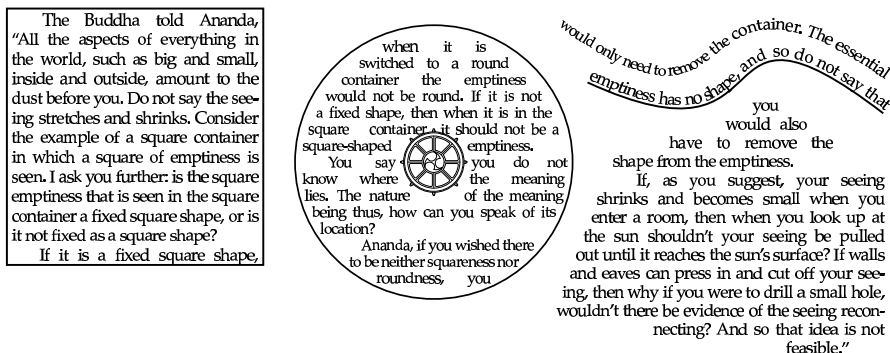 The Buddha told Ananda,
“All the aspects of everything in
the world, such as big and small,
inside and outside, amount to the
dust before you. Do not say the see-
ing stretches and shrinks. Consider
the example of a square container
in which a square of emptiness is
seen. I ask you further: is the square
emptiness that is seen in the square
container a fixed square shape, or is
it not fixed as a square shape?
If it is a fixed square shape,
when it is
switched to a round
container the emptiness
would not be round. If it is not
a fixed shape, then when it is in the
square container it should not be a
square-shaped emptiness.
You say you do not
know where the meaning
lies. The nature of the meaning
being thus, how can you speak of its
location?
Ananda, if you wished there
to be neither squareness nor
roundness, you
would only need to remove the container. The essential
emptiness has no shape, and so do not say that
you
would also
have to remove the
shape from the emptiness.
If, as you suggest, your seeing
shrinks and becomes small when you
enter a room, then when you look up at
the sun shouldn’t your seeing be pulled
out until it reaches the sun’s surface? If walls
and eaves can press in and cut off your see-
ing, then why if you were to drill a small hole,
wouldn’t there be evidence of the seeing recon-
necting? And so that idea is not
feasible.”